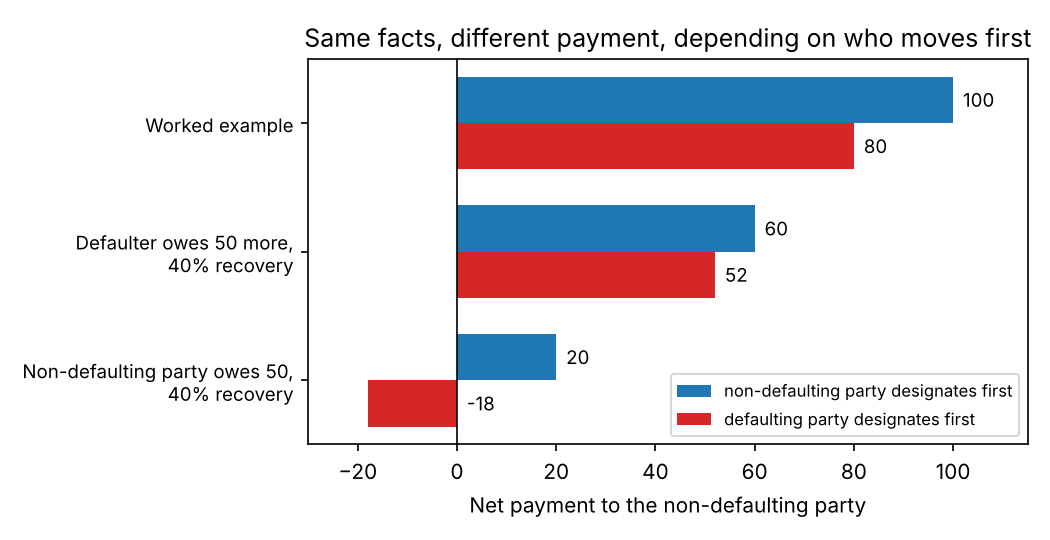 Same facts, different payment, depending on who moves first
Worked example
100
80
Defaulter owes 50 more,
40% recovery
60
52
Non-defaulting party owes 50,
40% recovery
20
-18
non-defaulting party designates first
defaulting party designates first
−20 0 20 40 60 80 100
Net payment to the non-defaulting party